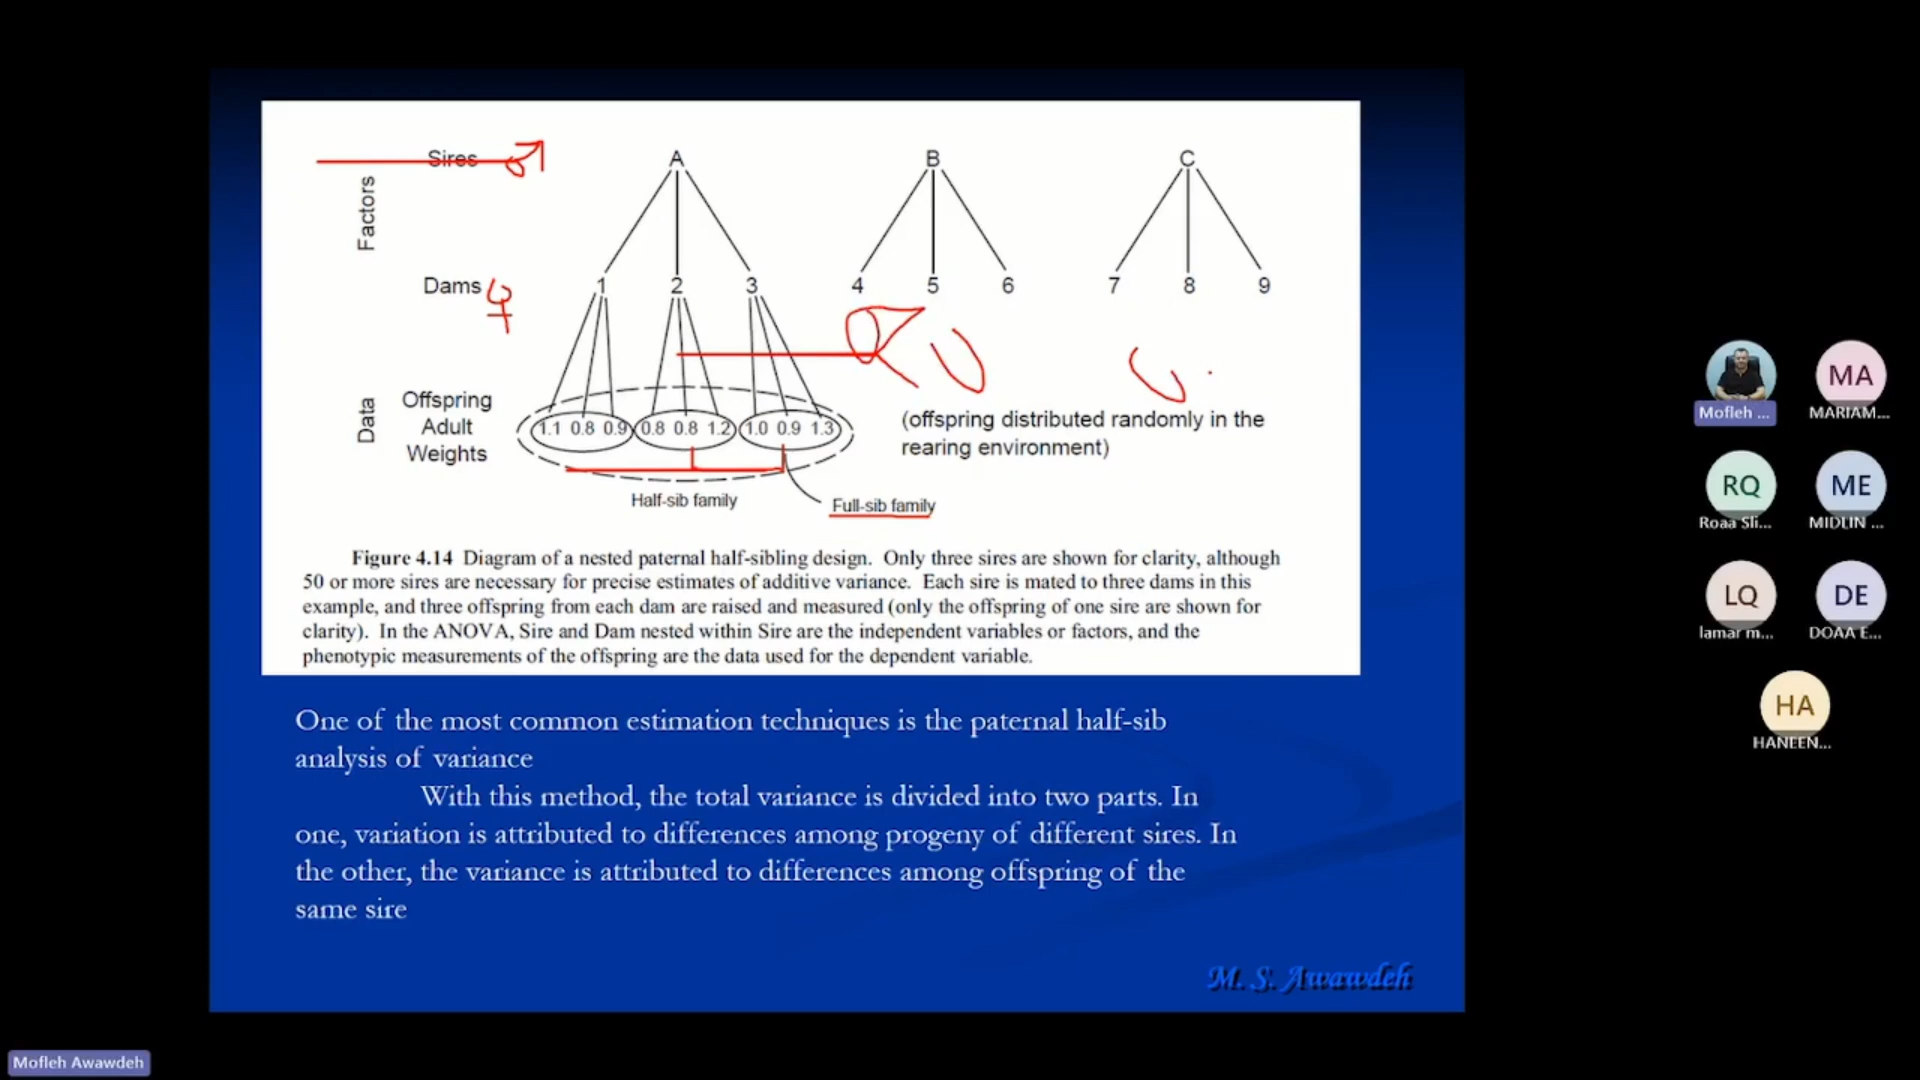 Sires A B C
Factors
Dams 1 2 3 4 5 6 7 8 9
Data
Offspring
Adult
Weights
1.1 0.8 0.9 0.8 0.8 1.2 1.0 0.9 1.3
(offspring distributed randomly in the
rearing environment)
Half-sib family
Full-sib family
Figure 4.14 Diagram of a nested paternal half-sibling design. Only three sires are shown for clarity, although
50 or more sires are necessary for precise estimates of additive variance. Each sire is mated to three dams in this
example, and three offspring from each dam are raised and measured (only the offspring of one sire are shown for
clarity). In the ANOVA, Sire and Dam nested within Sire are the independent variables or factors, and the
phenotypic measurements of the offspring are the data used for the dependent variable.
One of the most common estimation techniques is the paternal half-sib
analysis of variance
With this method, the total variance is divided into two parts. In
one, variation is attributed to differences among progeny of different sires. In
the other, the variance is attributed to differences among offspring of the
same sire
M. S. Awawdeh
Mofleh ...
MA
MARIAM...
RQ
Roaa Sli...
ME
MIDLIN ...
LQ
lamar m...
DE
DOAA E...
HA
HANEEN...
Mofleh Awawdeh